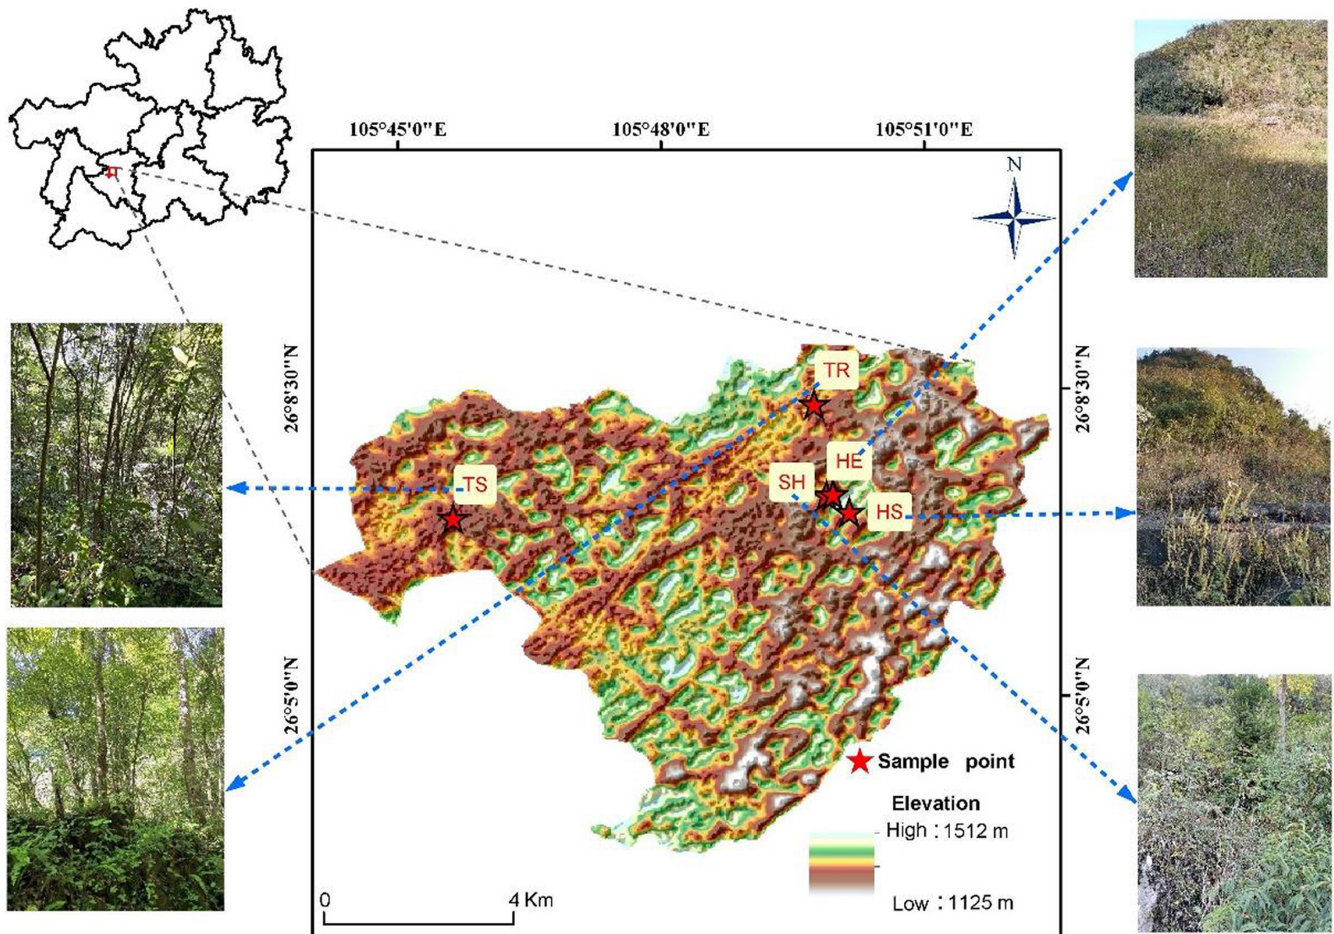 105°45'0"E
105°48'0"E
105°51'0"E
N
26°8'30"N
26°8'30"N
TR
HE
SH
TS
HS
26°5'0"N
26°5'0"N
Sample point
Elevation
High : 1512 m
Low : 1125 m
0
4 Km